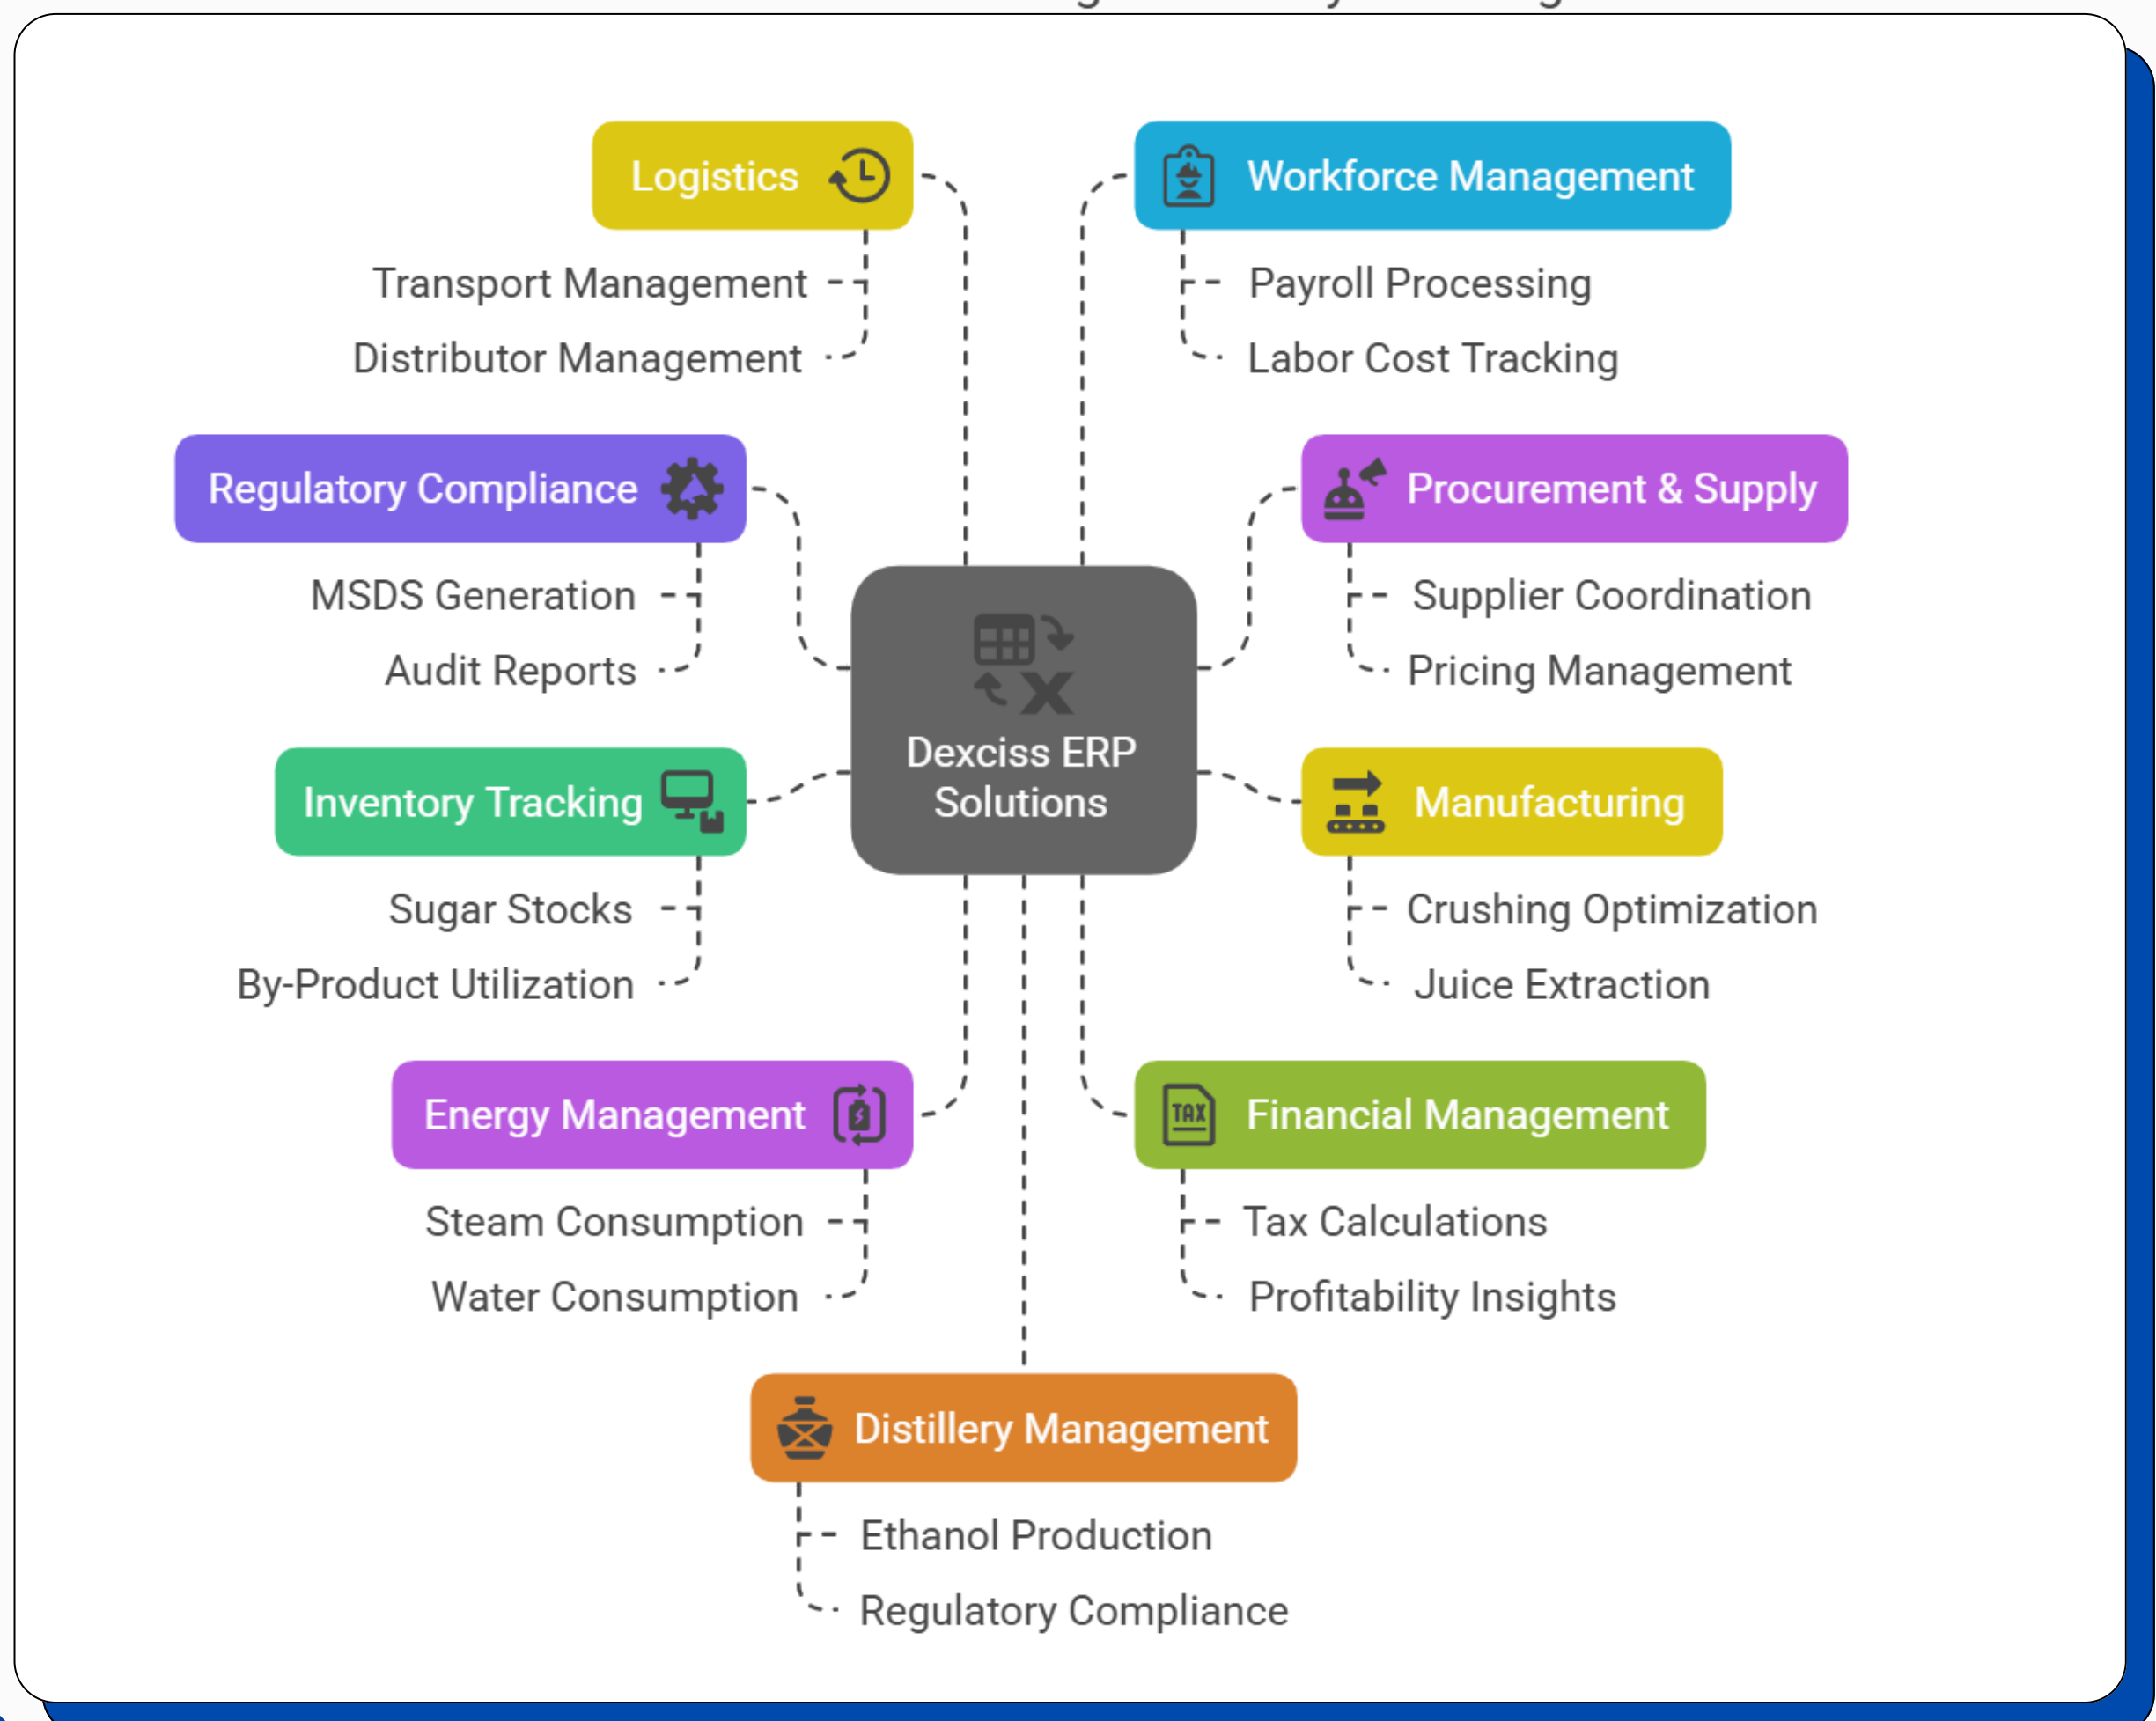 Logistics
Transport Management
Distributor Management
Workforce Management
Payroll Processing
Labor Cost Tracking
Regulatory Compliance
MSDS Generation
Audit Reports
Procurement & Supply
Supplier Coordination
Pricing Management
Dexciss ERP
Solutions
Inventory Tracking
Sugar Stocks
By-Product Utilization
Manufacturing
Crushing Optimization
Juice Extraction
Energy Management
Steam Consumption
Water Consumption
TAX
Financial Management
Tax Calculations
Profitability Insights
Distillery Management
Ethanol Production
Regulatory Compliance